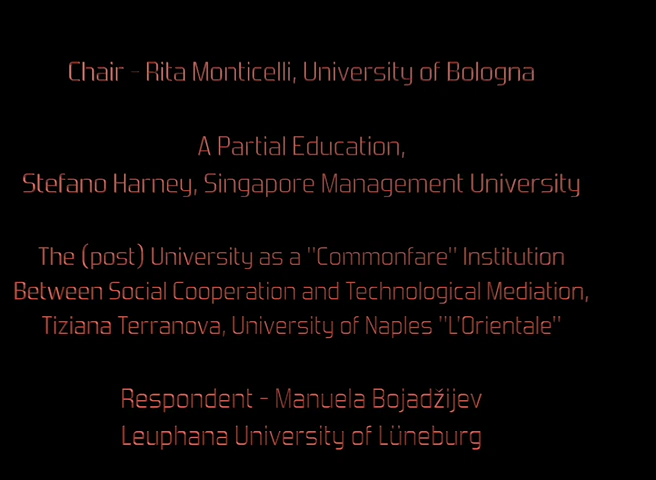 Chair - Rita Monticelli, University of Bologna
A Partial Education,
Stefano Harney, Singapore Management University
The (post) University as a "Commonfare" Institution
Between Social Cooperation and Technological Mediation,
Tiziana Terranova, University of Naples "L'Orientale"
Respondent - Manuela Bojadžijev
Leuphana University of Lüneburg